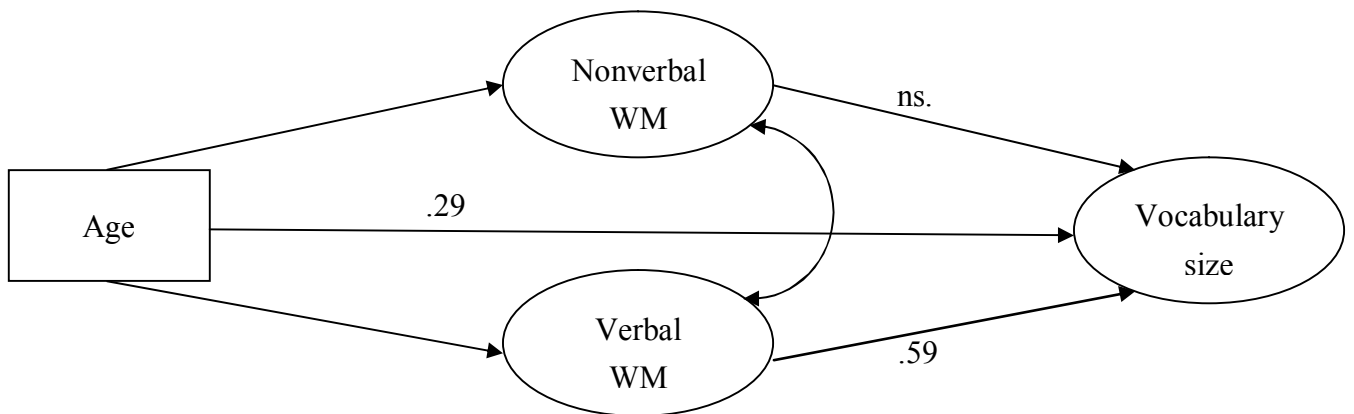 Nonverbal
WM
ns.
Age
.29
Vocabulary
size
Verbal
WM
.59